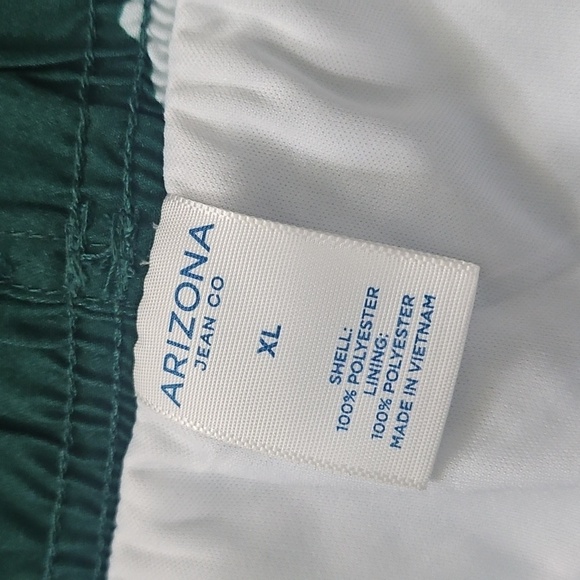 ARIZONA
JEAN CO
XL
SHELL:
100% POLYESTER
LINING:
100% POLYESTER
MADE IN VIETNAM